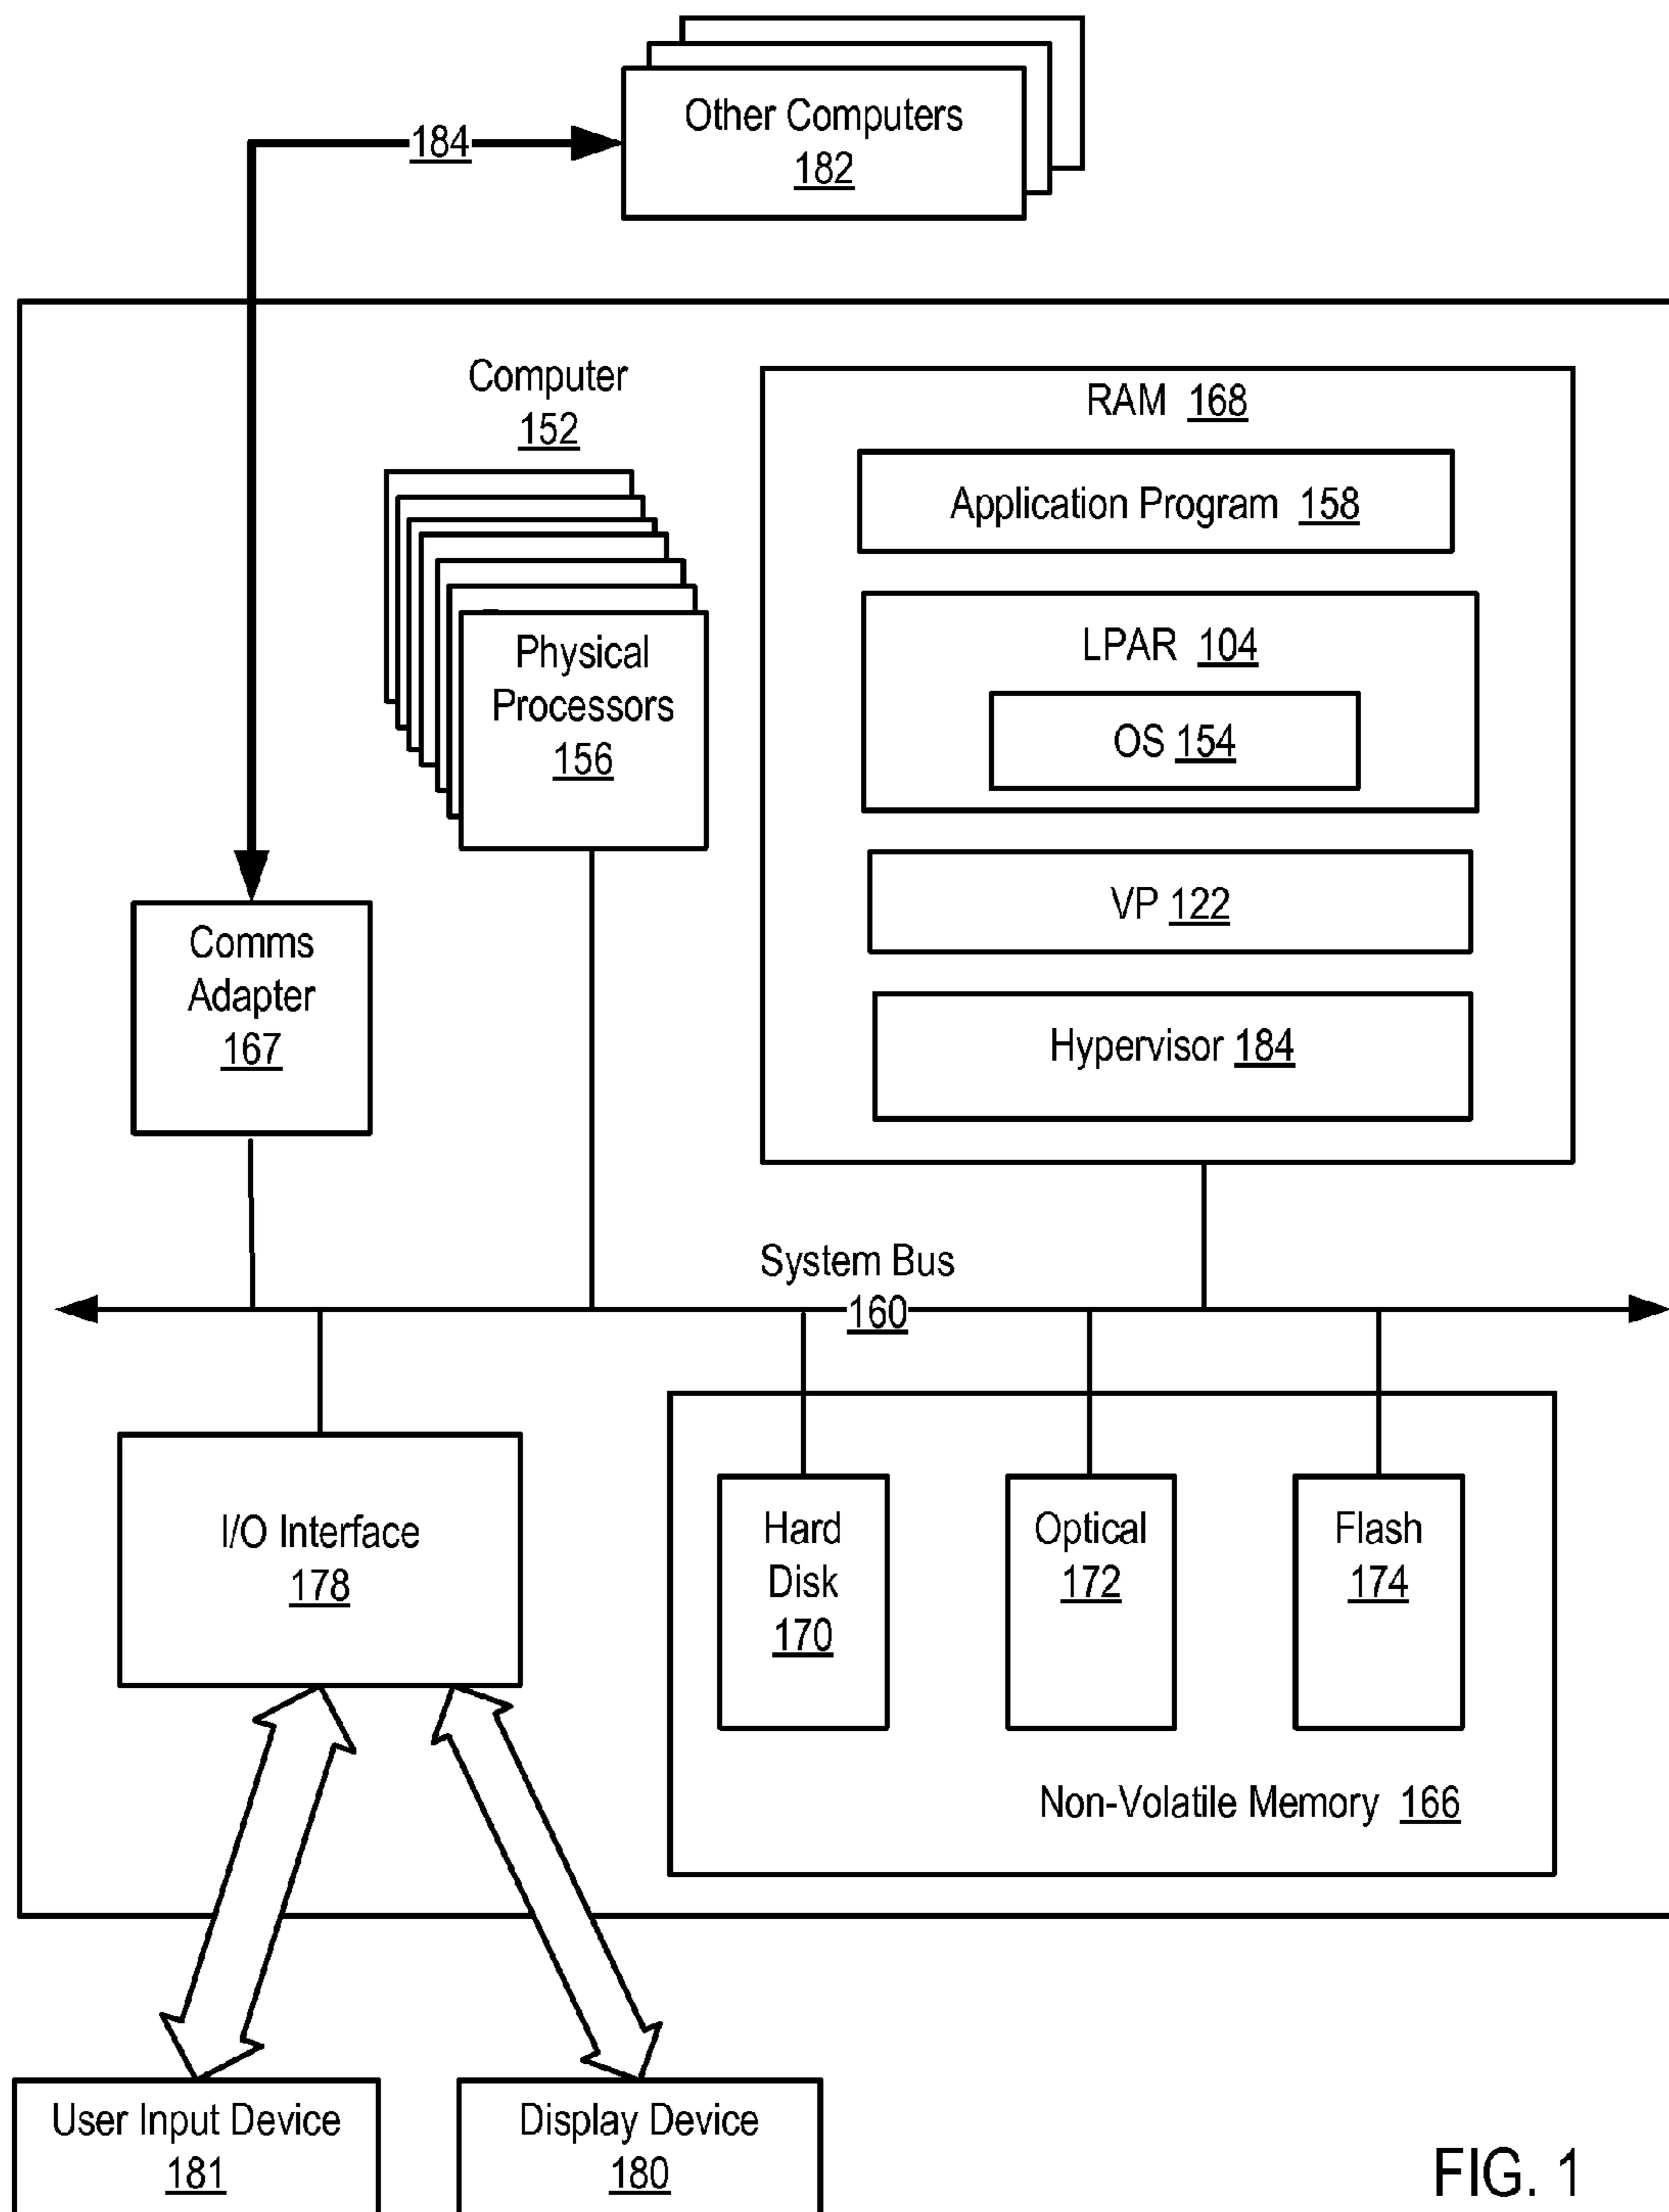 Other Computers
182
184
Computer
152
RAM 168
Application Program 158
Physical
Processors
156
LPAR 104
OS 154
VP 122
Comms
Adapter
167
Hypervisor 184
System Bus
160
I/O Interface
178
Hard
Disk
170
Optical
172
Flash
174
Non-Volatile Memory 166
User Input Device
181
Display Device
180
FIG. 1